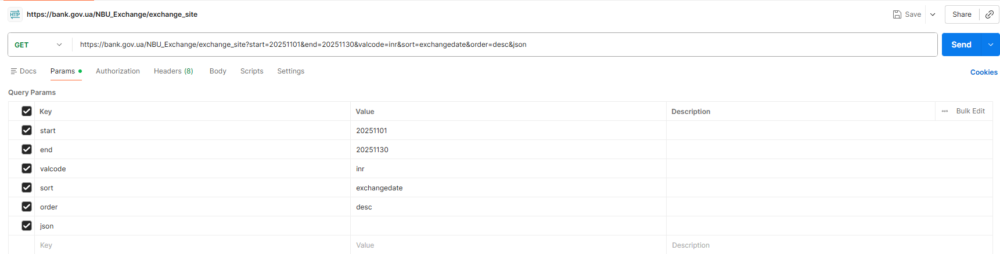 HTTP https://bank.gov.ua/NBU_Exchange/exchange_site Save Share
GET https://bank.gov.ua/NBU_Exchange/exchange_site?start=20251101&end=20251130&valcode=inr&sort=exchangedate&order=desc&json Send
Docs Params Authorization Headers (8) Body Scripts Settings Cookies
Query Params
Key Value Description Bulk Edit
start 20251101
end 20251130
valcode inr
sort exchangedate
order desc
json
Key Value Description